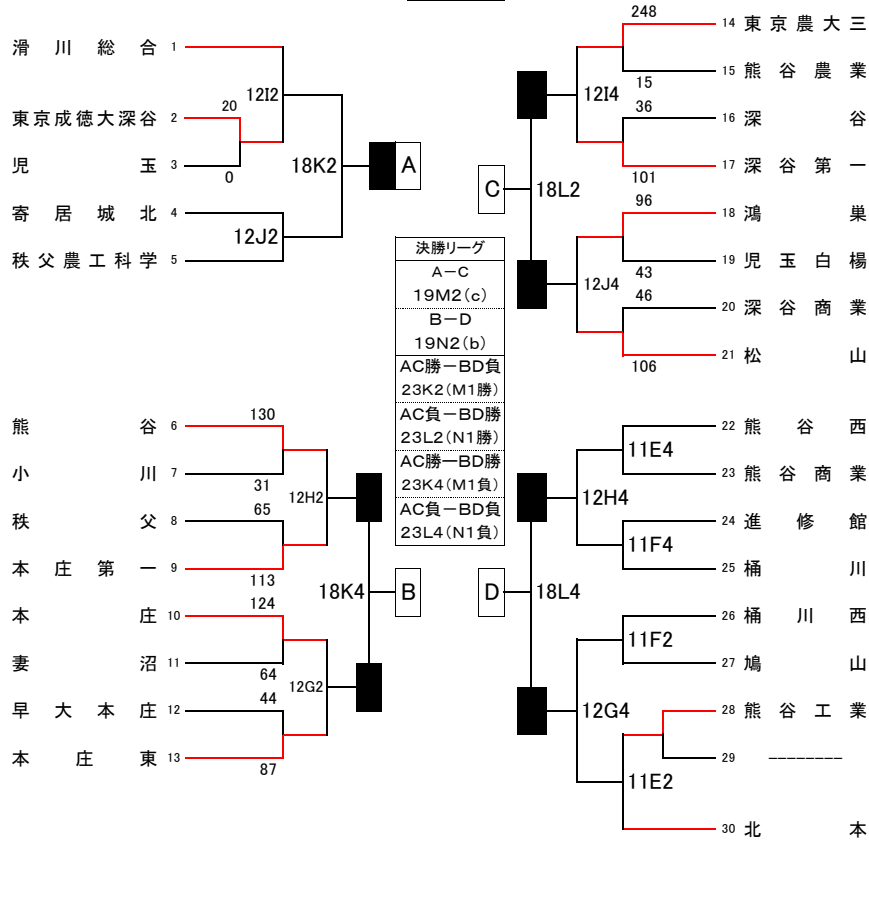 滑川総合 1
12I2
20
東京成徳大深谷 2
児玉 3
0
18K2
A
寄居城北 4
12J2
秩父農工科学 5
248
14 東京農大三
15 熊谷農業
15
12I4
36
16 深谷
17 深谷第一
101
C
18L2
96
18 鴻巣
19 児玉白楊
43
12J4
46
20 深谷商業
21 松山
106
決勝リーグ
A－C
19M2(c)
B－D
19N2(b)
AC勝－BD負
23K2(M1勝)
AC負－BD勝
23L2(N1勝)
AC勝－BD勝
23K4(M1負)
AC負－BD負
23L4(N1負)
130
熊谷 6
小川 7
31
12H2
65
秩父 8
本庄第一 9
113
18K4
B
124
本庄 10
妻沼 11
64
12G2
44
早大本庄 12
本庄東 13
87
22 熊谷西
11E4
23 熊谷商業
12H4
24 進修館
11F4
25 桶川
D
18L4
26 桶川西
11F2
27 鳩山
12G4
28 熊谷工業
29 --------
11E2
30 北本